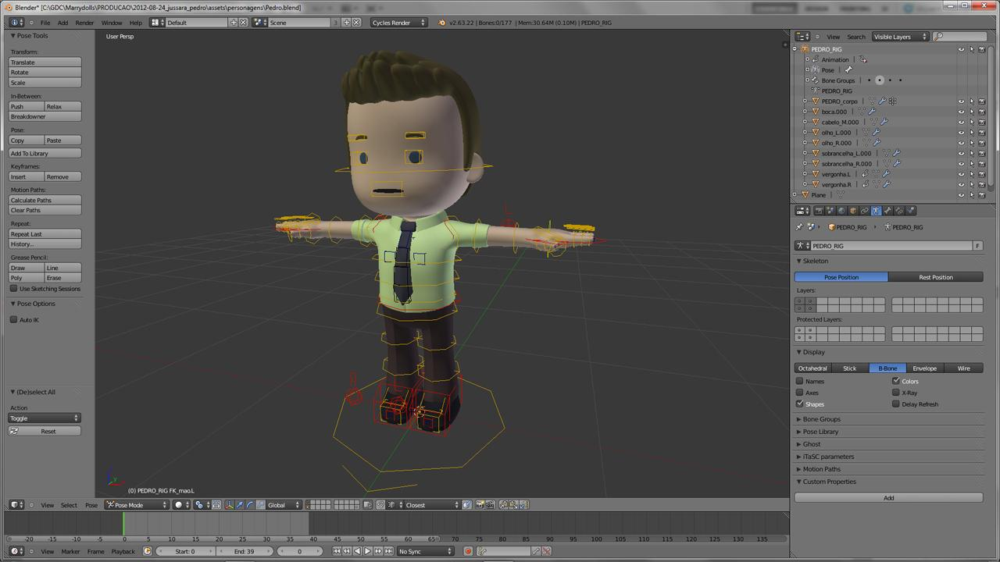 Blender* [C:\GDC\Marrydolls\PRODUCAO\2012-08-24_jussara_pedro\assets\personagens\Pedro.blend]
File Add Render Window Help Default Scene 3 F Cycles Render v2.63.22 | Bones:0/177 | Mem:30.64M (0.10M) | PEDRO_RIG
Pose Tools
Transform:
Translate
Rotate
Scale
In-Between:
Push Relax
Breakdowner
Pose:
Copy Paste
Add To Library
Keyframes:
Insert Remove
Motion Paths:
Calculate Paths
Clear Paths
Repeat:
Repeat Last
History...
Grease Pencil:
Draw Line
Poly Erase
Use Sketching Sessions
Pose Options
Auto IK
(De)select All
Action
Toggle
Reset
User Persp
(0) PEDRO_RIG FK_mao.L
View Select Pose Pose Mode Global Closest
-20 -15 -10 -5 0 5 10 15 20 25 30 35 40 45 50 55 60 65 70 75 80 85 90 95 100 105 110 115 120 125 130 135
View Marker Frame Playback Start: 0 End: 39 0 No Sync
View Search Visible Layers
PEDRO_RIG
Animation
Pose
Bone Groups
PEDRO_RIG
PEDRO_corpo
boca.000
cabelo_M.000
olho_L.000
olho_R.000
sobrancelha_L.000
sobrancelha_R.000
vergonha.L
vergonha.R
Plane
PEDRO_RIG PEDRO_RIG
PEDRO_RIG F
Skeleton
Pose Position Rest Position
Layers:
Protected Layers:
Display
Octahedral Stick B-Bone Envelope Wire
Names Colors
Axes X-Ray
Shapes Delay Refresh
Bone Groups
Pose Library
Ghost
iTaSC parameters
Motion Paths
Custom Properties
Add